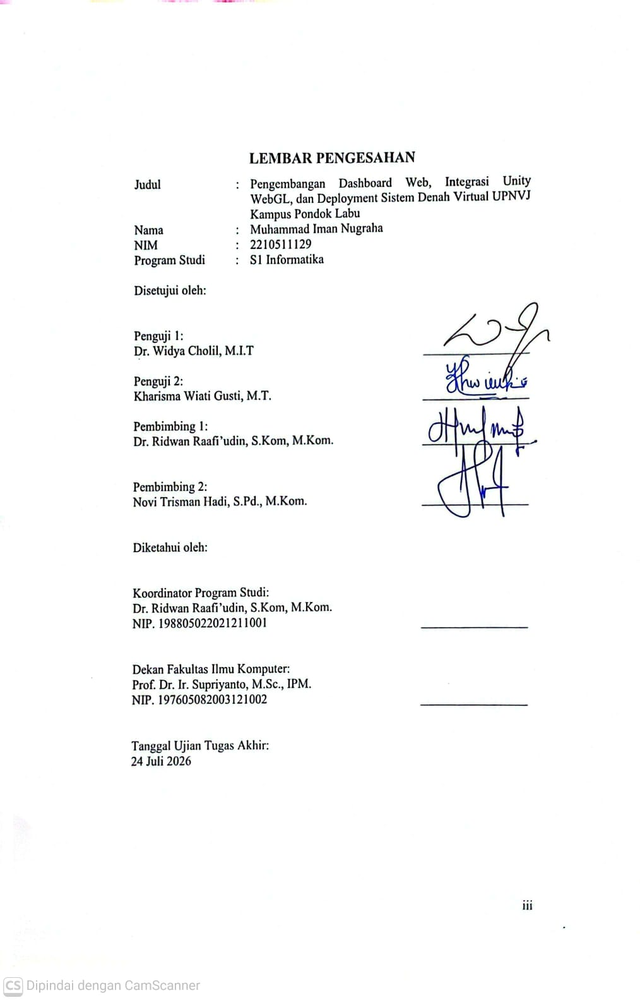 LEMBAR PENGESAHAN
Judul : Pengembangan Dashboard Web, Integrasi Unity
WebGL, dan Deployment Sistem Denah Virtual UPNVJ
Kampus Pondok Labu
Nama : Muhammad Iman Nugraha
NIM : 2210511129
Program Studi : S1 Informatika
Disetujui oleh:
Penguji 1:
Dr. Widya Cholil, M.I.T
Penguji 2:
Kharisma Wiati Gusti, M.T.
Pembimbing 1:
Dr. Ridwan Raafi’udin, S.Kom, M.Kom.
Pembimbing 2:
Novi Trisman Hadi, S.Pd., M.Kom.
Diketahui oleh:
Koordinator Program Studi:
Dr. Ridwan Raafi’udin, S.Kom, M.Kom.
NIP. 198805022021211001
Dekan Fakultas Ilmu Komputer:
Prof. Dr. Ir. Supriyanto, M.Sc., IPM.
NIP. 197605082003121002
Tanggal Ujian Tugas Akhir:
24 Juli 2026
iii
CS Dipindai dengan CamScanner